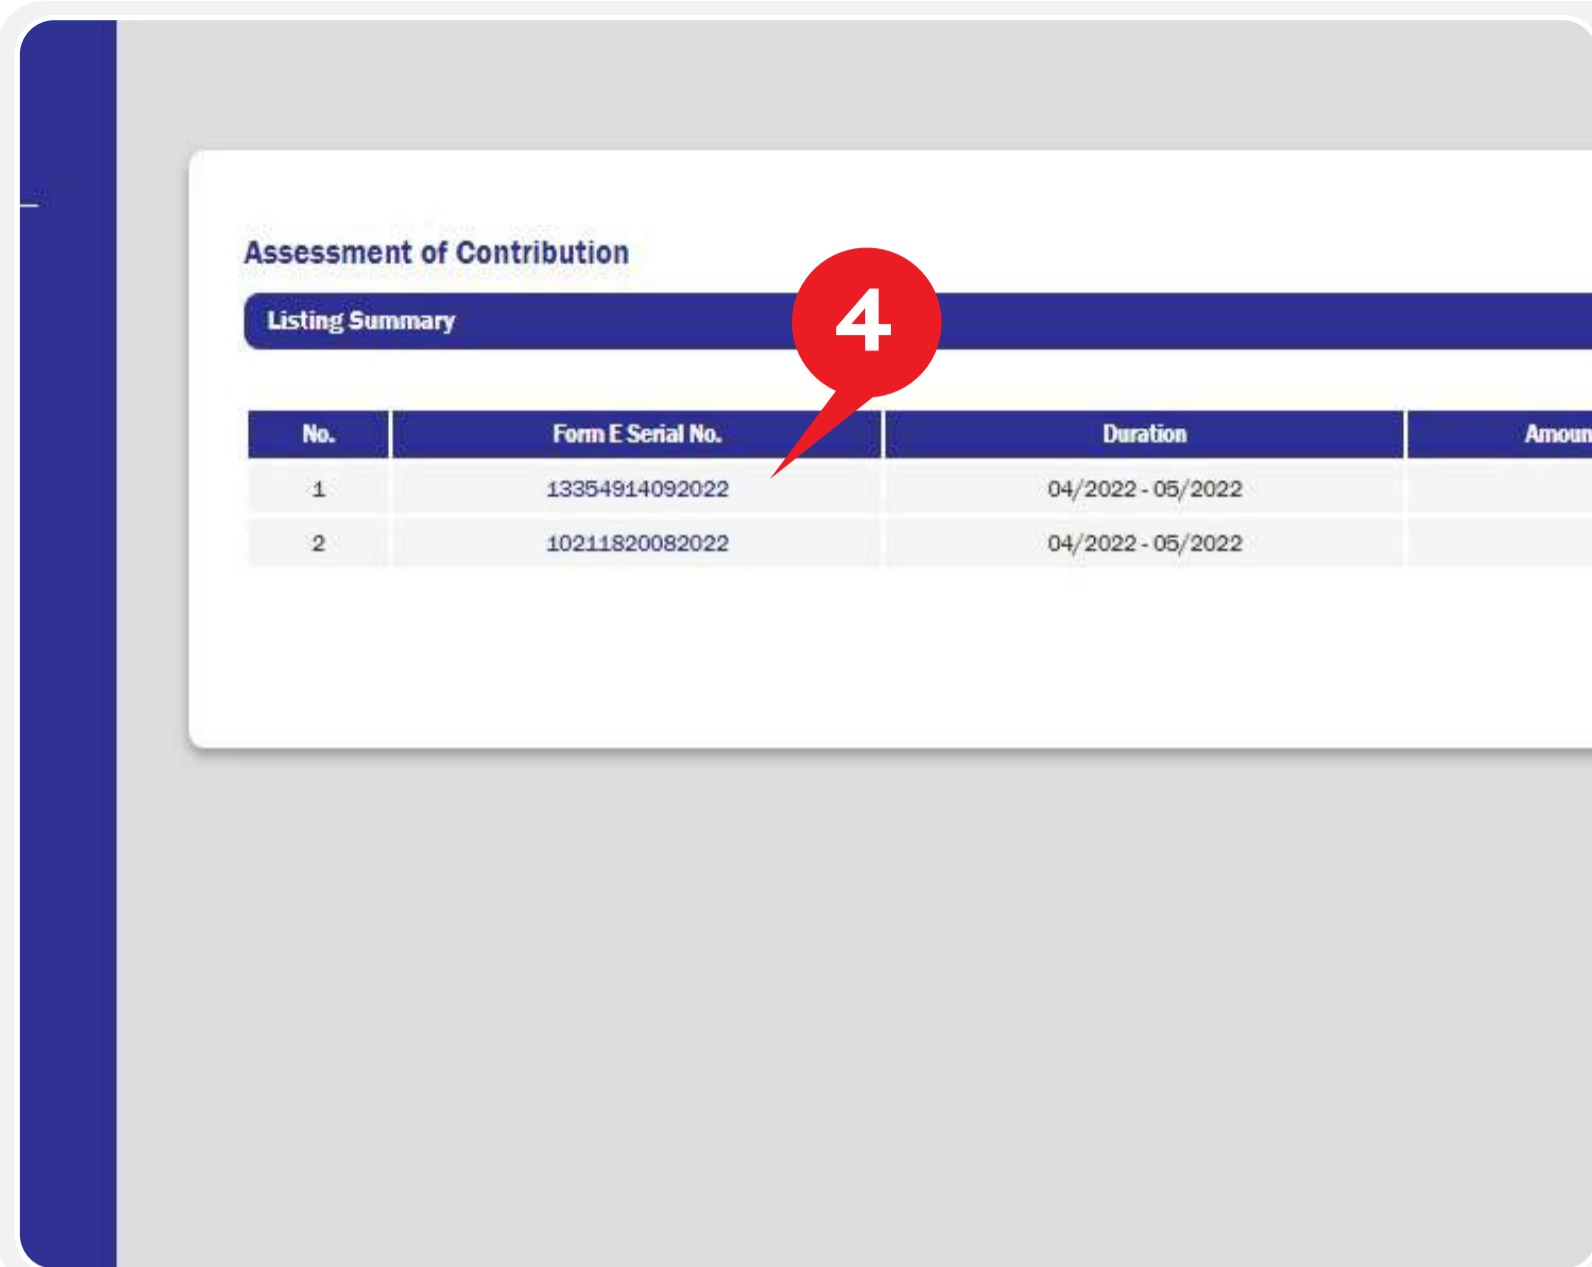 Assessment of Contribution
Listing Summary
4
No. Form E Serial No. Duration Amoun
1 13354914092022 04/2022 - 05/2022
2 10211820082022 04/2022 - 05/2022